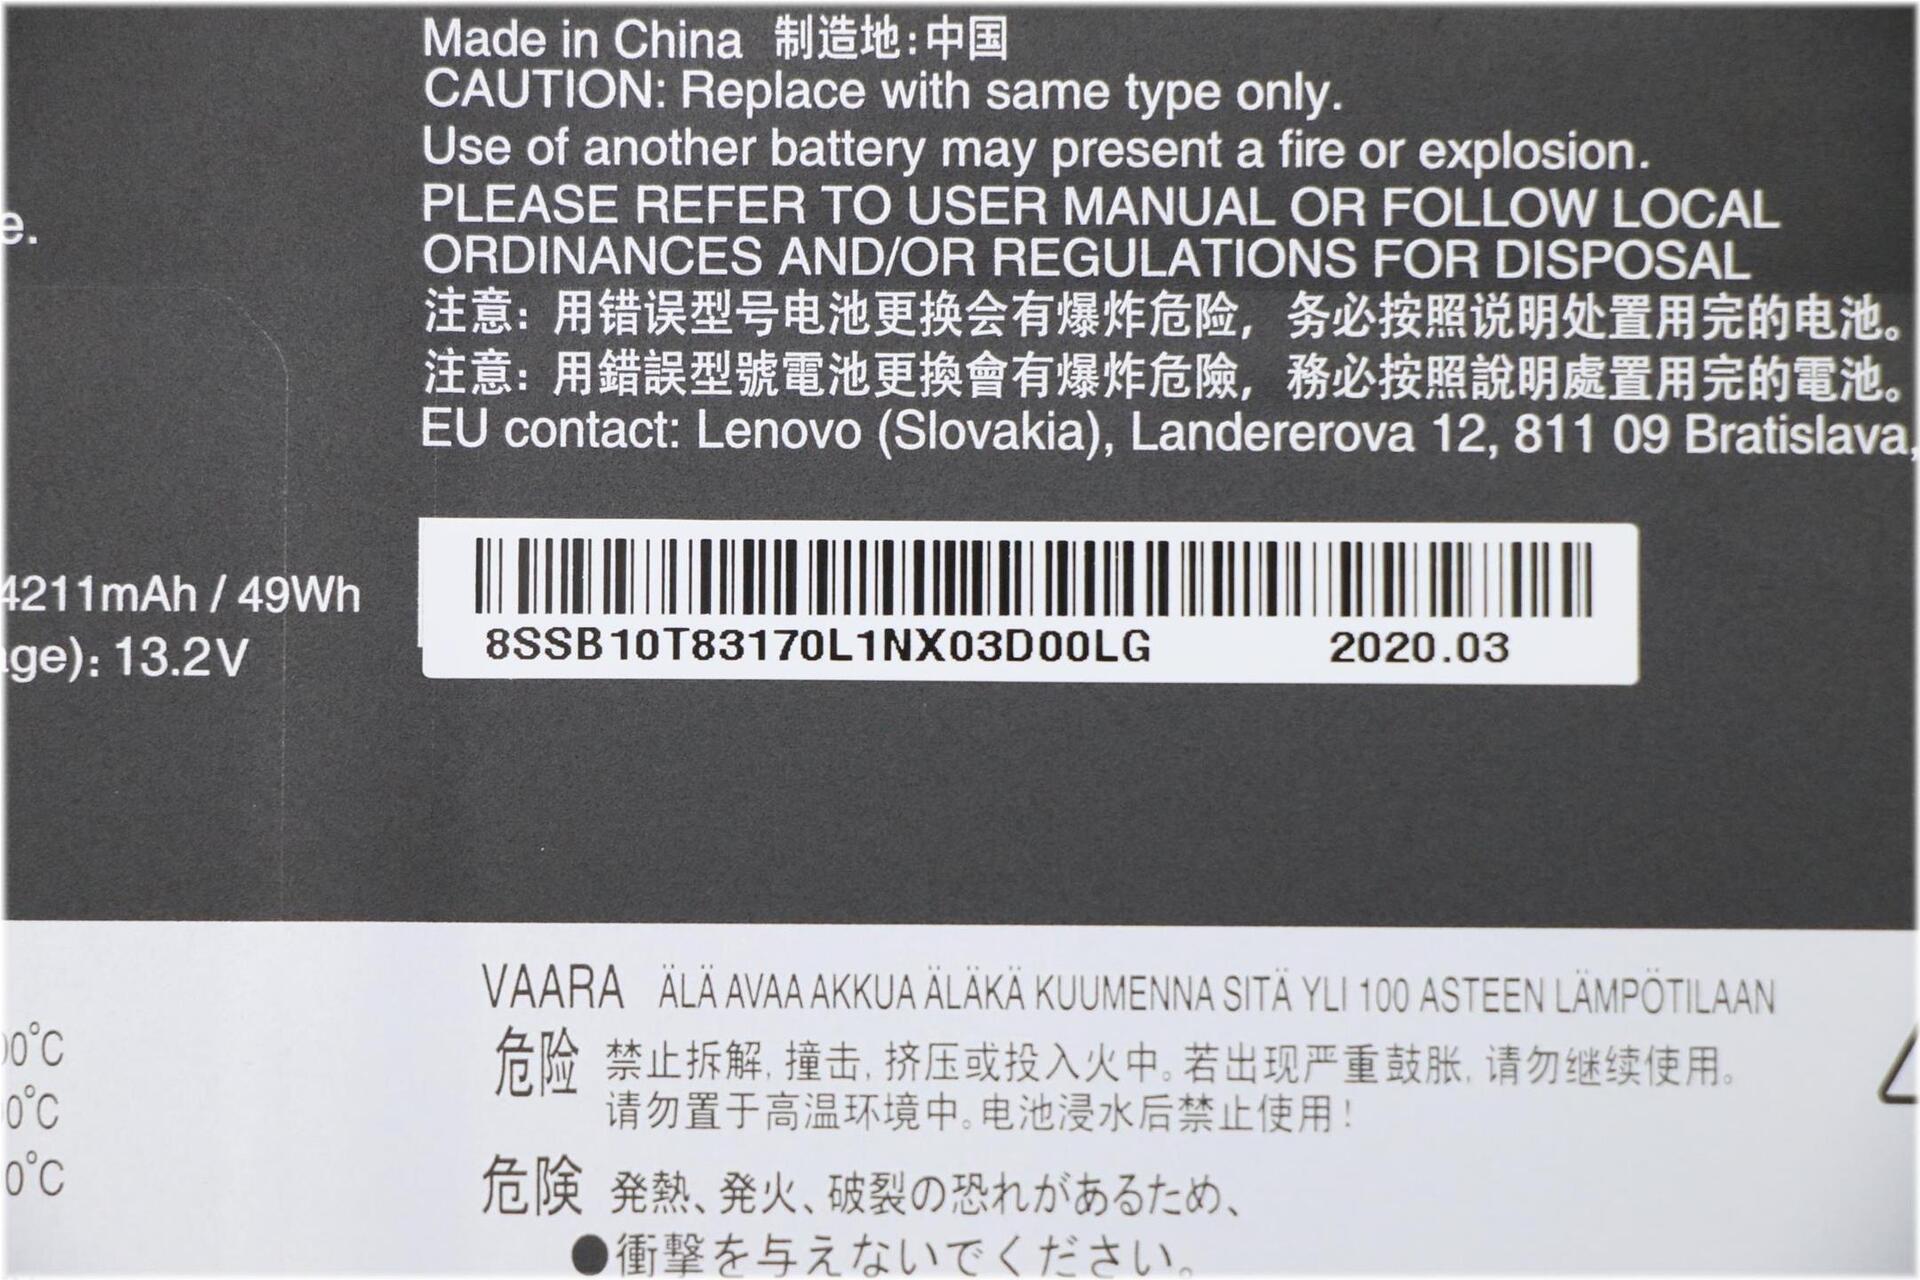 Made in China 制造地:中国
CAUTION: Replace with same type only.
Use of another battery may present a fire or explosion.
PLEASE REFER TO USER MANUAL OR FOLLOW LOCAL
ORDINANCES AND/OR REGULATIONS FOR DISPOSAL
注意: 用错误型号电池更换会有爆炸危险, 务必按照说明处置用完的电池。
注意: 用錯誤型號電池更換會有爆炸危險, 務必按照說明處置用完的電池。
EU contact: Lenovo (Slovakia), Landererova 12, 811 09 Bratislava,
e.
4211mAh / 49Wh
ge): 13.2V
8SSB10T83170L1NX03D00LG 2020.03
VAARA ÄLÄ AVAA AKKUA ÄLÄKÄ KUUMENNA SITÄ YLI 100 ASTEEN LÄMPÖTILAAN
危险 禁止拆解, 撞击, 挤压或投入火中。若出现严重鼓胀, 请勿继续使用。
请勿置于高温环境中。电池浸水后禁止使用!
危険 発熱、発火、破裂の恐れがあるため、
●衝撃を与えないでください。
00°C
0°C
0°C